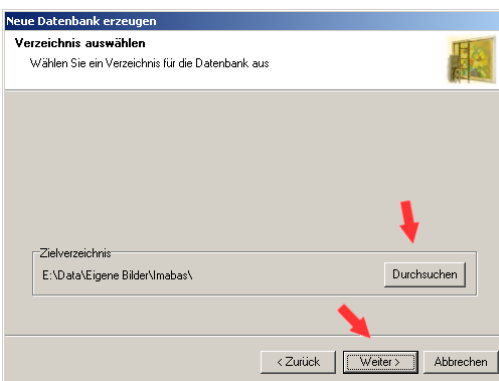 Neue Datenbank erzeugen
Verzeichnis auswählen
Wählen Sie ein Verzeichnis für die Datenbank aus
Zielverzeichnis
E:\Data\Eigene Bilder\Imabas\
Durchsuchen
< Zurück
Weiter >
Abbrechen